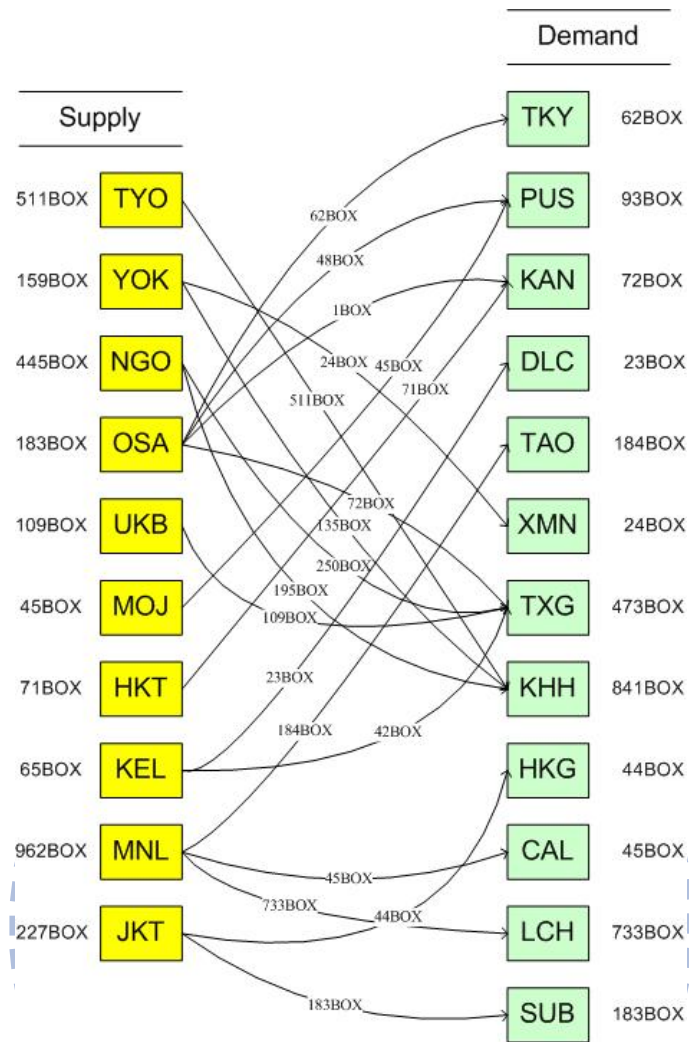 Demand
Supply
TKY 62BOX
511BOX TYO PUS 93BOX
62BOX
48BOX
159BOX YOK KAN 72BOX
1BOX
445BOX NGO 24BOX 45BOX DLC 23BOX
71BOX
511BOX
183BOX OSA TAO 184BOX
72BOX
109BOX UKB 135BOX XMN 24BOX
250BOX
195BOX
45BOX MOJ 109BOX TXG 473BOX
71BOX HKT 23BOX KHH 841BOX
184BOX 42BOX
65BOX KEL HKG 44BOX
962BOX MNL CAL 45BOX
45BOX
733BOX
44BOX
227BOX JKT LCH 733BOX
183BOX SUB 183BOX